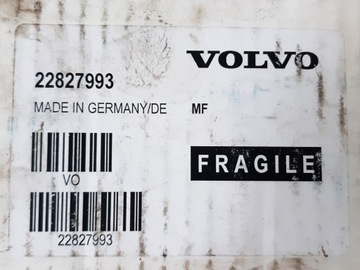 VOLVO
22827993
MADE IN GERMANY/DE MF
FRAGILE
VO
22827993